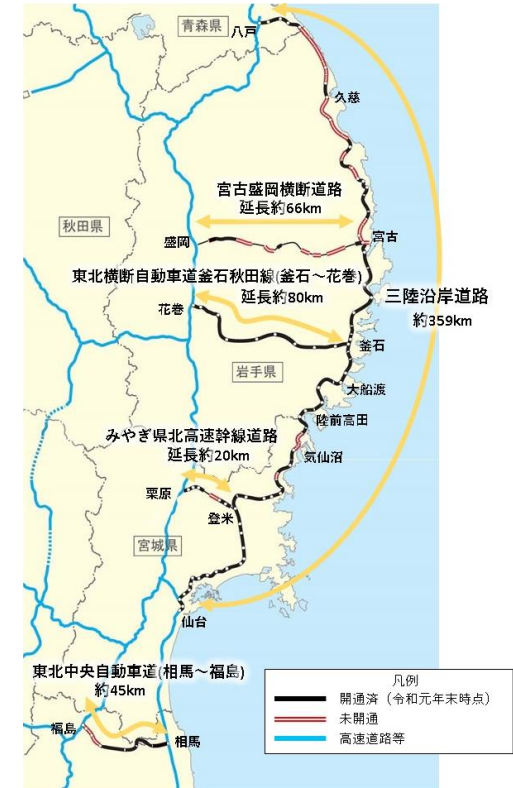 青森県
八戸
久慈
宮古盛岡横断道路
延長約66km
秋田県
盛岡
宮古
東北横断自動車道釜石秋田線(釜石～花巻)
延長約80km
三陸沿岸道路
約359km
花巻
釜石
岩手県
大船渡
陸前高田
みやぎ県北高速幹線道路
延長約20km
気仙沼
栗原
登米
宮城県
仙台
東北中央自動車道(相馬～福島)
約45km
福島
相馬
凡例
開通済（令和元年末時点）
未開通
高速道路等